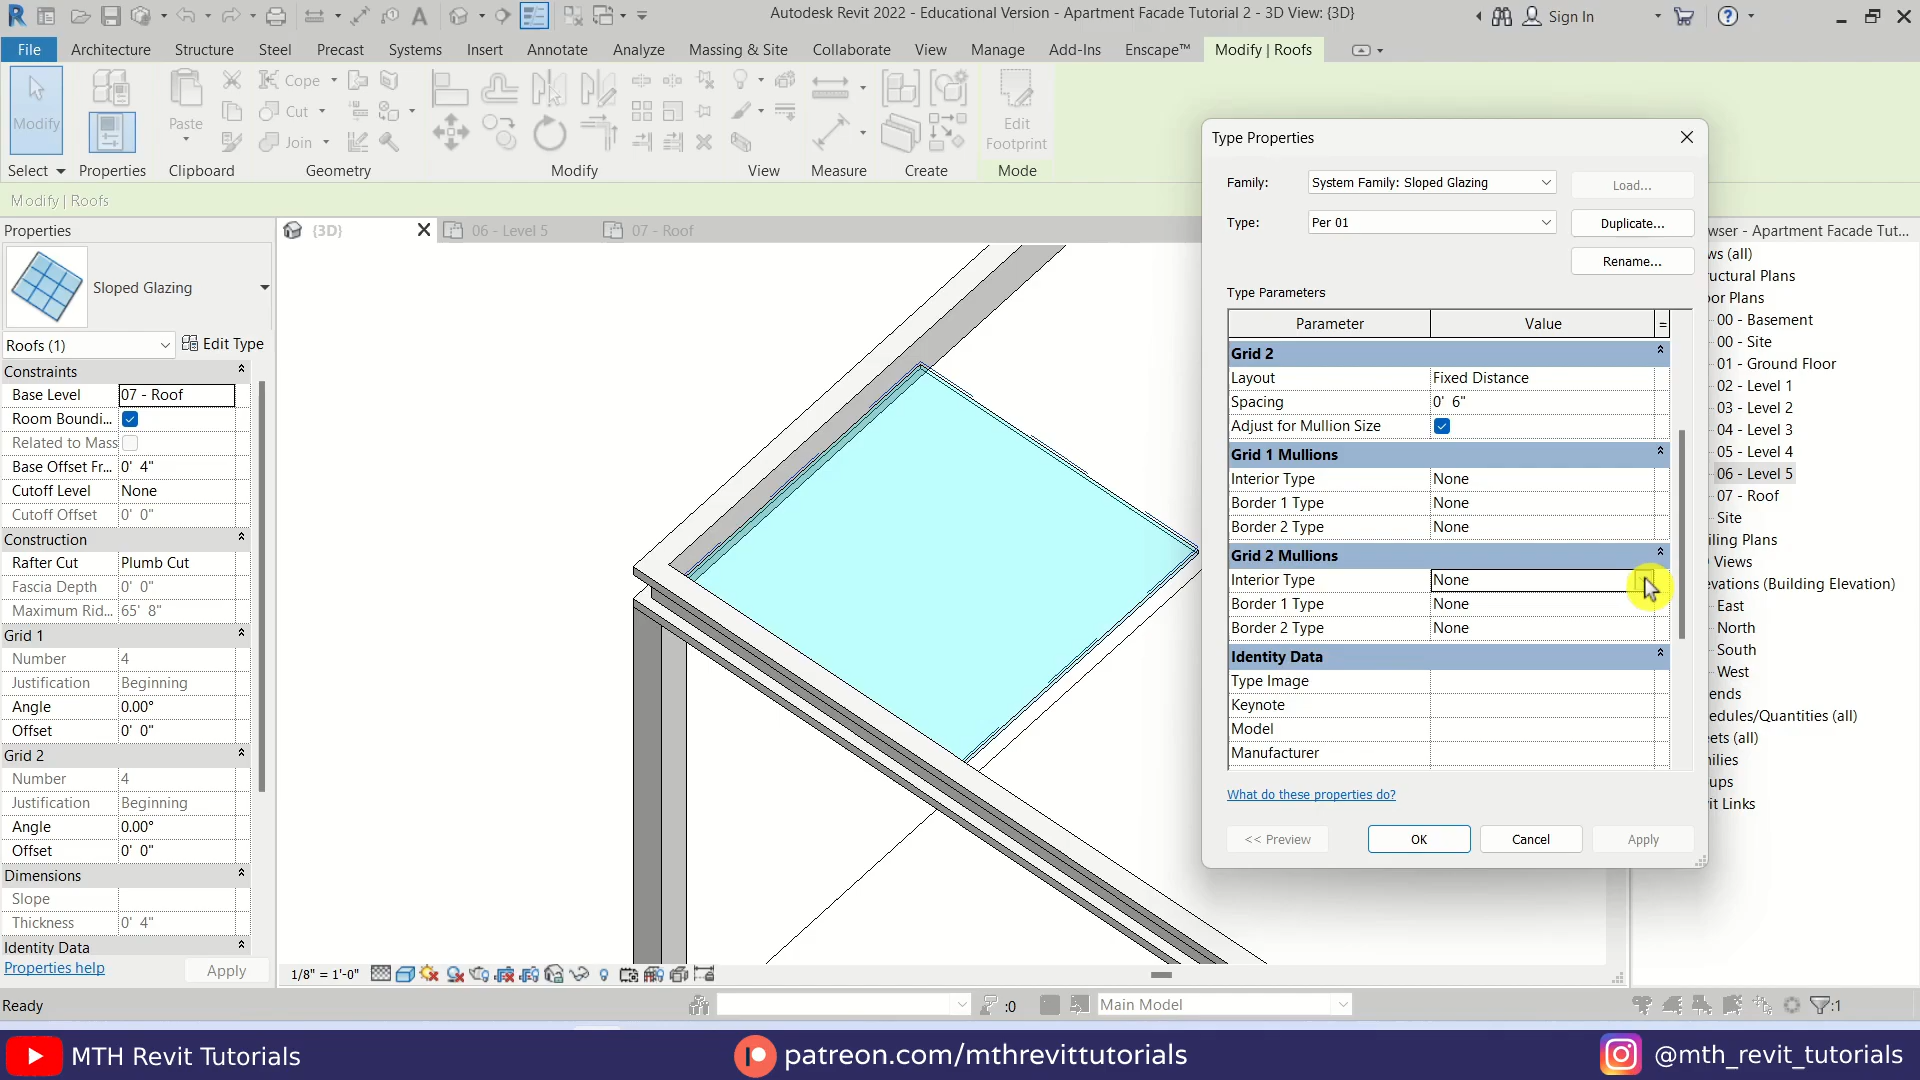 Autodesk Revit 2022 - Educational Version - Apartment Facade Tutorial 2 - 3D View: {3D}
Sign In
File
Architecture
Structure
Steel
Precast
Systems
Insert
Annotate
Analyze
Massing & Site
Collaborate
View
Manage
Add-Ins
Enscape™
Modify | Roofs
Modify
Paste
Cope
Cut
Join
Edit
Footprint
Select
Properties
Clipboard
Geometry
Modify
View
Measure
Create
Mode
Modify | Roofs
Properties
{3D}
06 - Level 5
07 - Roof
Sloped Glazing
Roofs (1)
Edit Type
Constraints
Base Level 07 - Roof
Room Boundi...
Related to Mass
Base Offset Fr... 0' 4"
Cutoff Level None
Cutoff Offset 0' 0"
Construction
Rafter Cut Plumb Cut
Fascia Depth 0' 0"
Maximum Rid... 65' 8"
Grid 1
Number 4
Justification Beginning
Angle 0.00°
Offset 0' 0"
Grid 2
Number 4
Justification Beginning
Angle 0.00°
Offset 0' 0"
Dimensions
Slope
Thickness 0' 4"
Identity Data
Properties help
Apply
Type Properties
Family: System Family: Sloped Glazing
Load...
Type: Per 01
Duplicate...
Rename...
Type Parameters
Parameter Value =
Grid 2
Layout Fixed Distance
Spacing 0' 6"
Adjust for Mullion Size
Grid 1 Mullions
Interior Type None
Border 1 Type None
Border 2 Type None
Grid 2 Mullions
Interior Type None
Border 1 Type None
Border 2 Type None
Identity Data
Type Image
Keynote
Model
Manufacturer
What do these properties do?
<< Preview
OK
Cancel
Apply
wser - Apartment Facade Tut...
ws (all)
uctural Plans
or Plans
00 - Basement
00 - Site
01 - Ground Floor
02 - Level 1
03 - Level 2
04 - Level 3
05 - Level 4
06 - Level 5
07 - Roof
Site
iling Plans
Views
evations (Building Elevation)
East
North
South
West
ends
edules/Quantities (all)
ets (all)
ilies
ups
it Links
1/8" = 1'-0"
Ready
:0
Main Model
:1
MTH Revit Tutorials
patreon.com/mthrevittutorials
@mth_revit_tutorials